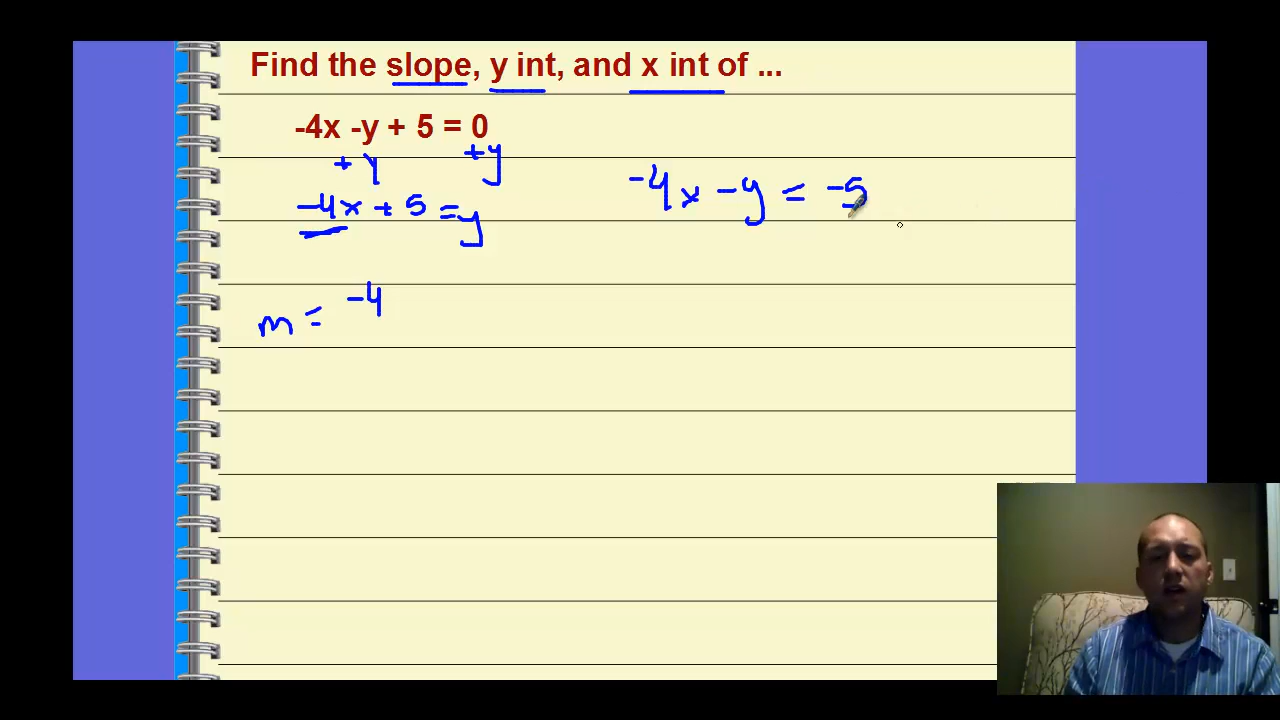 Find the slope, y int, and x int of ...
-4x -y + 5 = 0
+ y +y
-4x + 5 = y
-4x - y = -5
m = -4